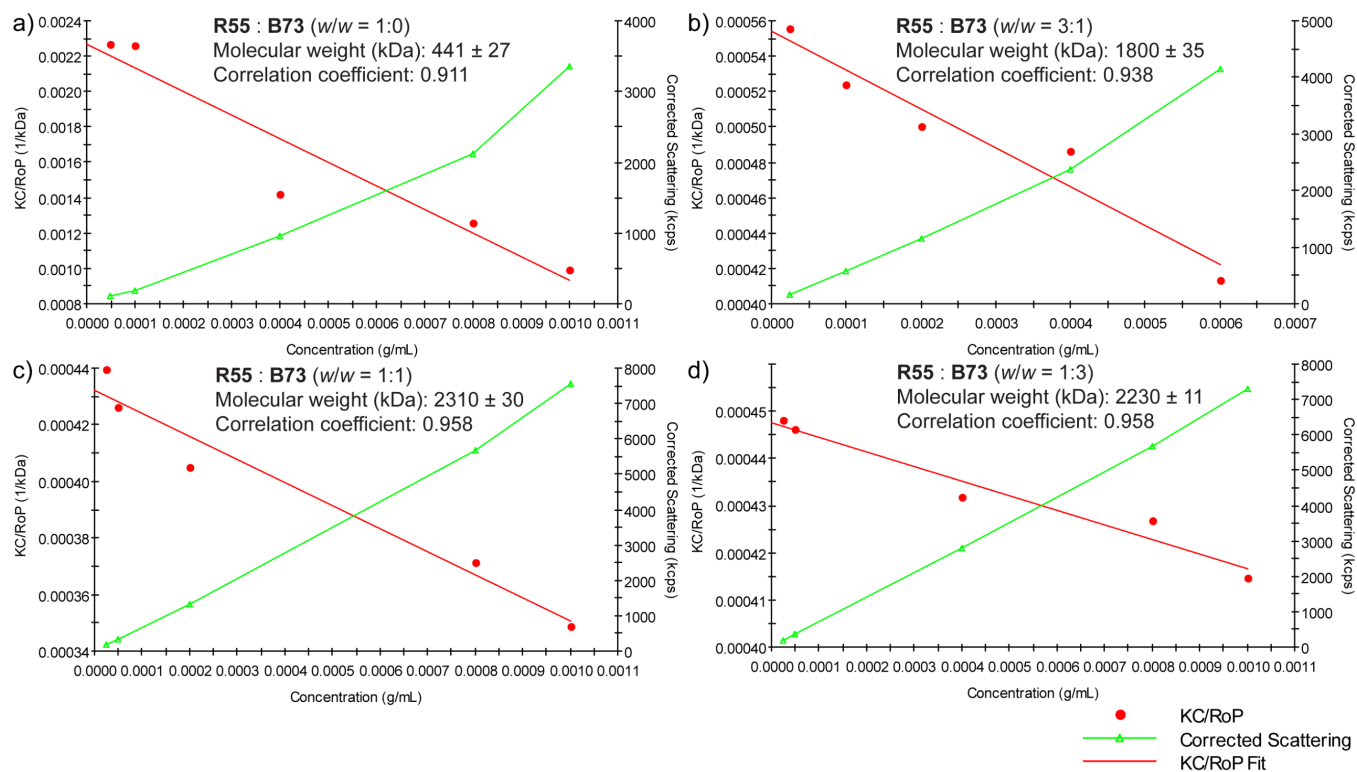 a)
R55 : B73 (w/w = 1:0)
Molecular weight (kDa): 441 ± 27
Correlation coefficient: 0.911
KC/RoP (1/kDa)
0.0024
0.0022
0.0020
0.0018
0.0016
0.0014
0.0012
0.0010
0.0008
4000
3000
2000
1000
0
Corrected Scattering (kcps)
0.0000 0.0001 0.0002 0.0003 0.0004 0.0005 0.0006 0.0007 0.0008 0.0009 0.0010 0.0011
Concentration (g/mL)
b)
R55 : B73 (w/w = 3:1)
Molecular weight (kDa): 1800 ± 35
Correlation coefficient: 0.938
KC/RoP (1/kDa)
0.00056
0.00054
0.00052
0.00050
0.00048
0.00046
0.00044
0.00042
0.00040
5000
4000
3000
2000
1000
0
Corrected Scattering (kcps)
0.0000 0.0001 0.0002 0.0003 0.0004 0.0005 0.0006 0.0007
Concentration (g/mL)
c)
R55 : B73 (w/w = 1:1)
Molecular weight (kDa): 2310 ± 30
Correlation coefficient: 0.958
KC/RoP (1/kDa)
0.00044
0.00042
0.00040
0.00038
0.00036
0.00034
8000
7000
6000
5000
4000
3000
2000
1000
0
Corrected Scattering (kcps)
0.0000 0.0001 0.0002 0.0003 0.0004 0.0005 0.0006 0.0007 0.0008 0.0009 0.0010 0.0011
Concentration (g/mL)
d)
R55 : B73 (w/w = 1:3)
Molecular weight (kDa): 2230 ± 11
Correlation coefficient: 0.958
KC/RoP (1/kDa)
0.00045
0.00044
0.00043
0.00042
0.00041
0.00040
8000
7000
6000
5000
4000
3000
2000
1000
0
Corrected Scattering (kcps)
0.0000 0.0001 0.0002 0.0003 0.0004 0.0005 0.0006 0.0007 0.0008 0.0009 0.0010 0.0011
Concentration (g/mL)
KC/RoP
Corrected Scattering
KC/RoP Fit